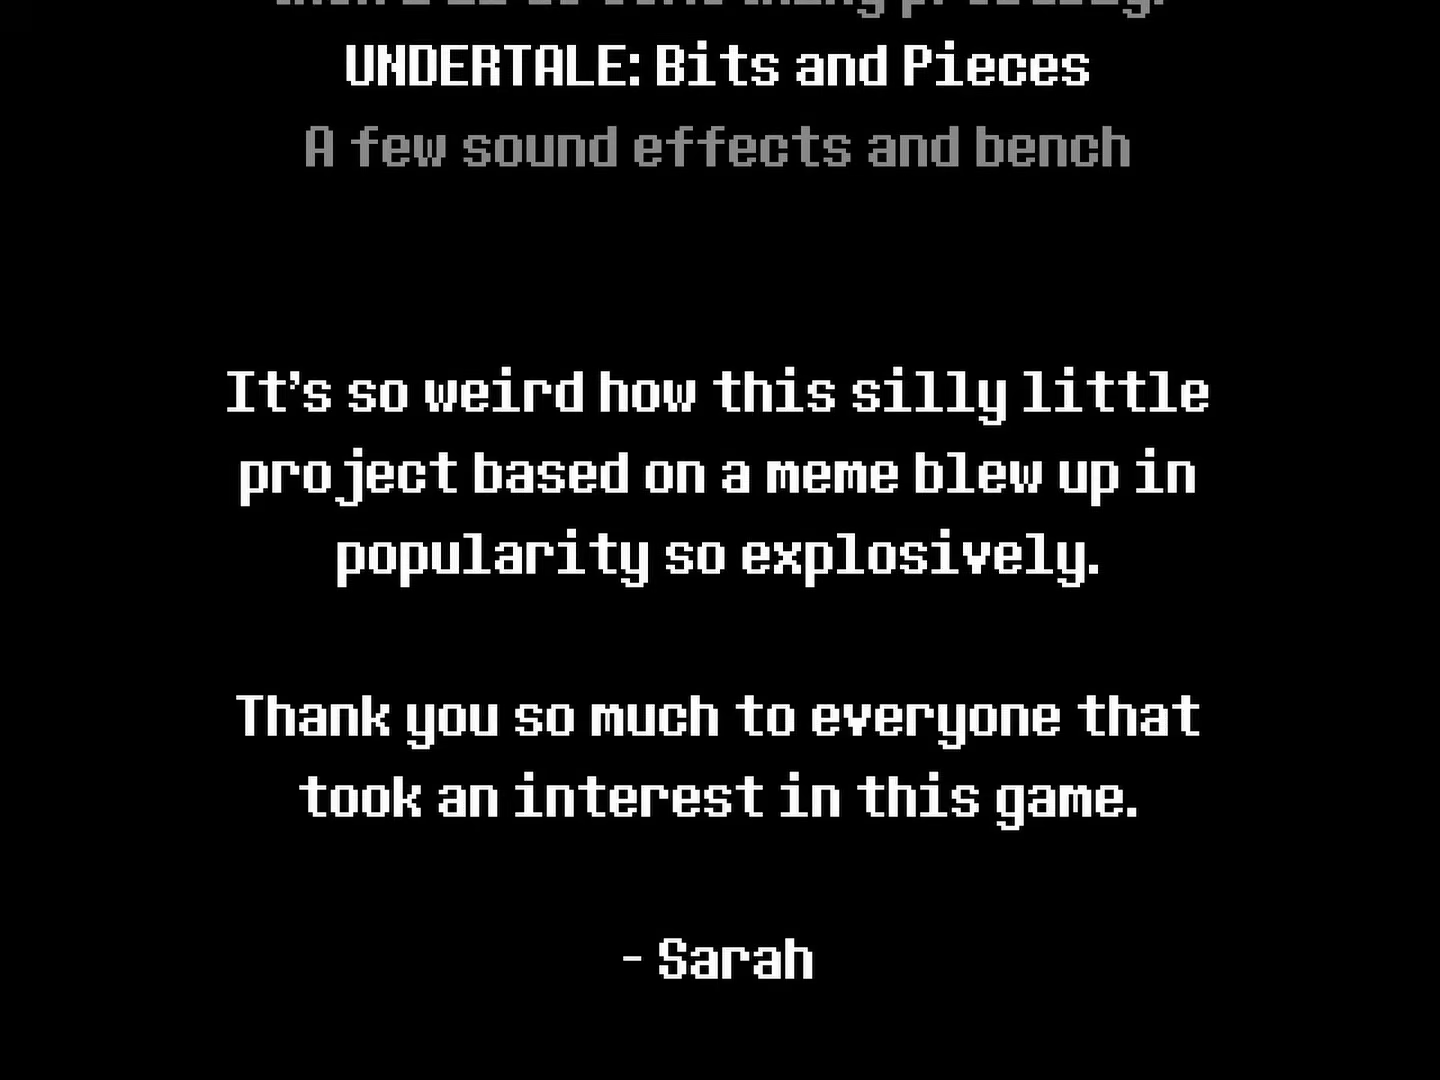 UNDERTALE: Bits and Pieces
A few sound effects and bench
It's so weird how this silly little
project based on a meme blew up in
popularity so explosively.
Thank you so much to everyone that
took an interest in this game.
- Sarah